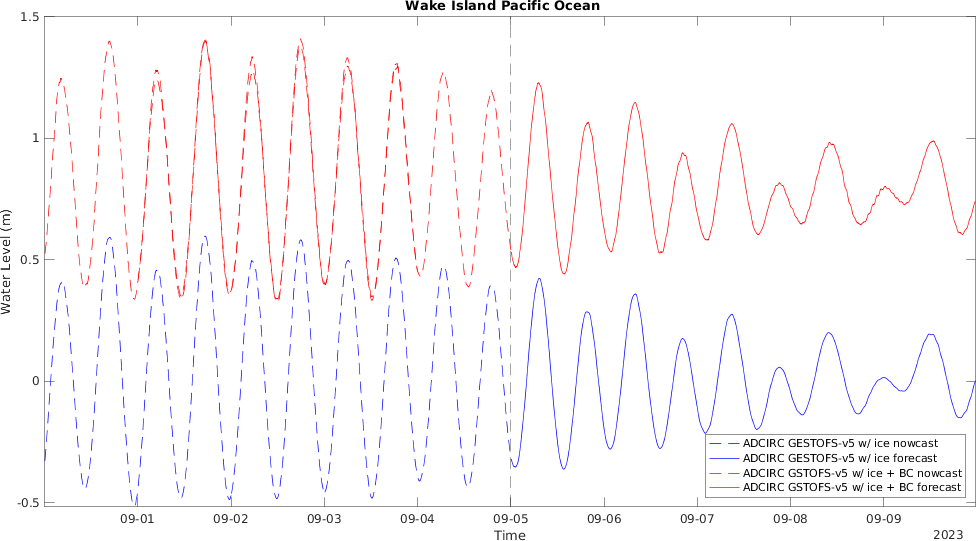 Wake Island Pacific Ocean
1.5
1
0.5
0
-0.5
Water Level (m)
09-01 09-02 09-03 09-04 09-05 09-06 09-07 09-08 09-09
Time
2023
ADCIRC GESTOFS-v5 w/ ice nowcast
ADCIRC GESTOFS-v5 w/ ice forecast
ADCIRC GSTOFS-v5 w/ ice + BC nowcast
ADCIRC GSTOFS-v5 w/ ice + BC forecast